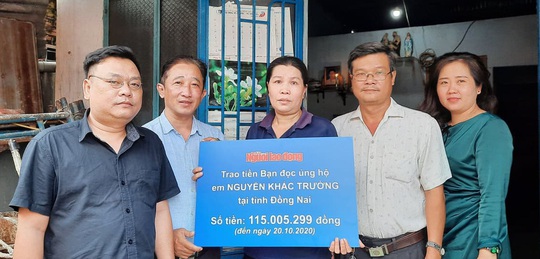 Người Lao Động
Trao tiền Bạn đọc ủng hộ
em NGUYỄN KHẮC TRƯỜNG
tại tỉnh Đồng Nai
Số tiền: 115.005.299 đồng
(đến ngày 20.10.2020)